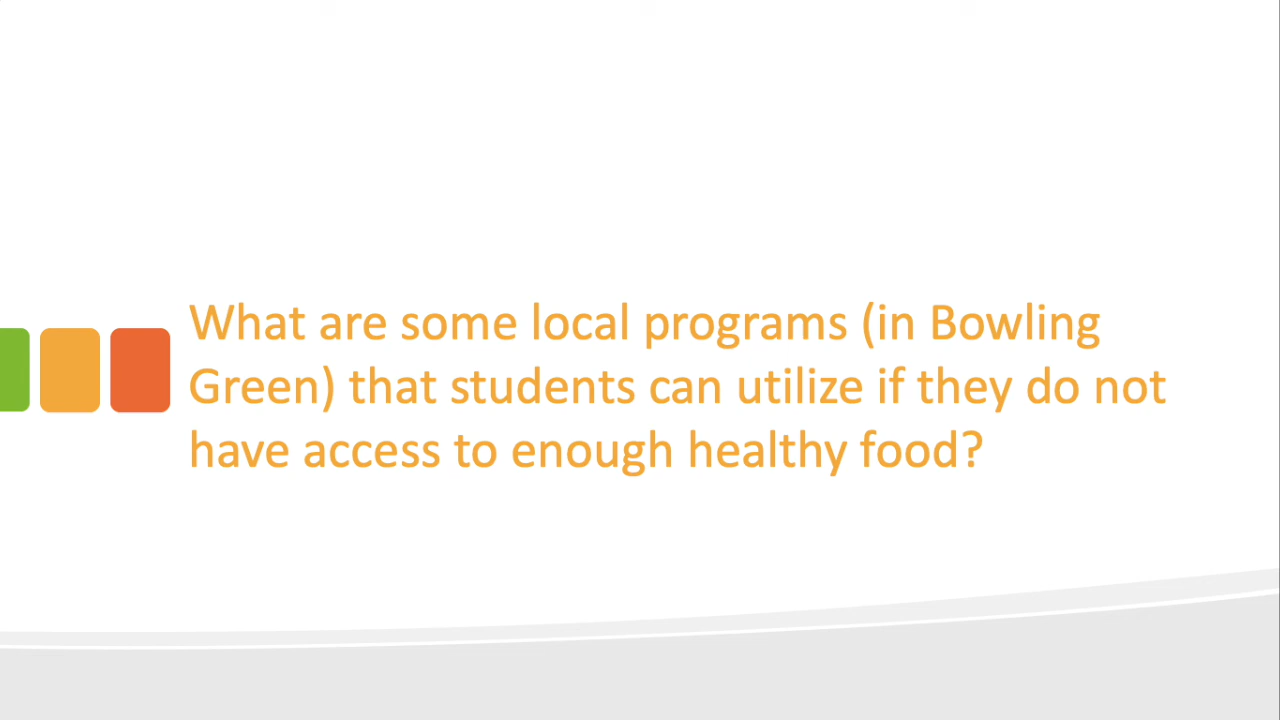 What are some local programs (in Bowling
Green) that students can utilize if they do not
have access to enough healthy food?